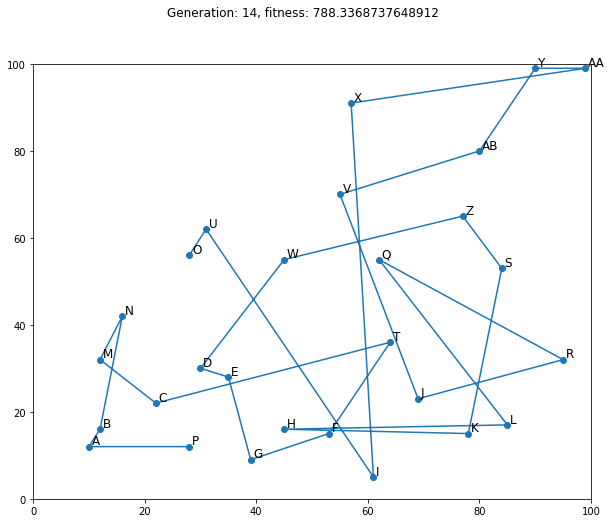 Generation: 14, fitness: 788.3368737648912
100
Y
AA
X
80
AB
V
Z
U
60
O
W
Q
S
N
40
T
M
R
D
E
C
J
20
B
H
L
F
K
A
P
G
I
0
0 20 40 60 80 100